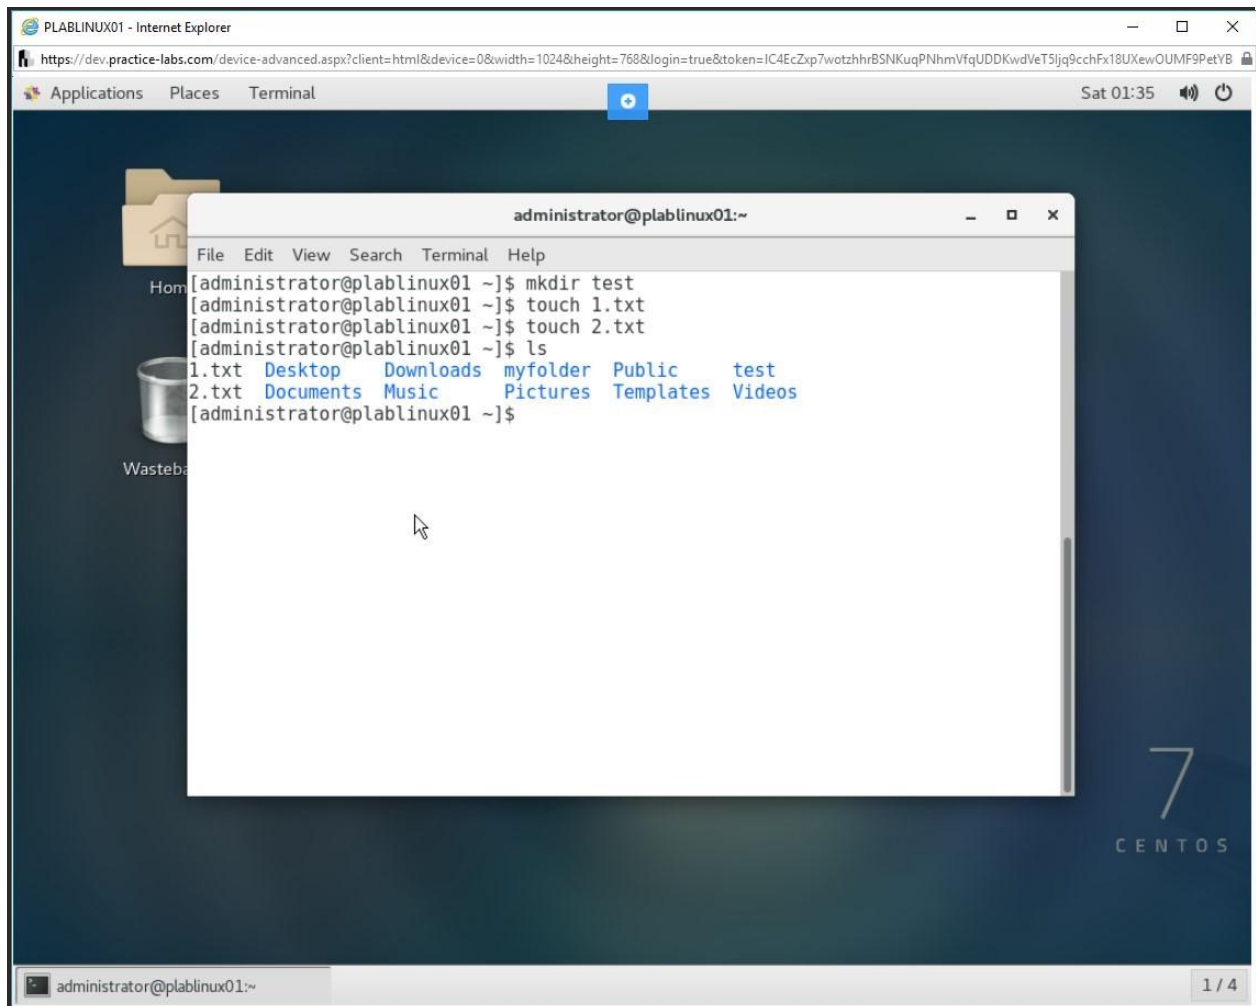 PLABLINUX01 - Internet Explorer
https://dev.practice-labs.com/device-advanced.aspx?client=html&device=0&width=1024&height=768&login=true&token=
Applications Places Terminal Sat 01:35
administrator@plablinux01:~
File Edit View Search Terminal Help
[administrator@plablinux01 ~]$ mkdir test
[administrator@plablinux01 ~]$ touch 1.txt
[administrator@plablinux01 ~]$ touch 2.txt
[administrator@plablinux01 ~]$ ls
1.txt Desktop Downloads myfolder Public test
2.txt Documents Music Pictures Templates Videos
[administrator@plablinux01 ~]$
Hom
Wasteba
7
CENTOS
administrator@plablinux01:~
1 / 4